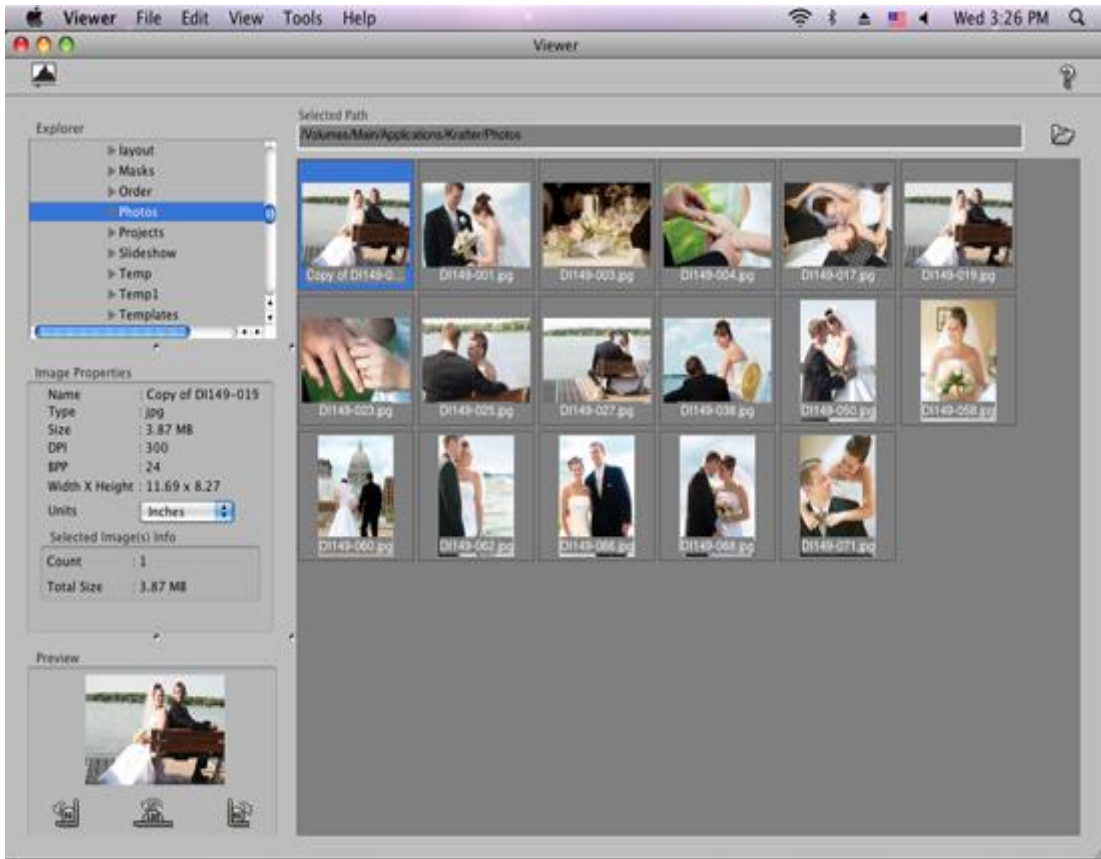 Viewer File Edit View Tools Help Wed 3:26 PM
Viewer
Explorer
layout
Masks
Order
Photos
Projects
Slideshow
Temp
Temp1
Templates
Selected Path
/Volumes/Main/Applications/Krafter/Photos
Copy of DI149-0... DI149-001.jpg DI149-003.jpg DI149-004.jpg DI149-017.jpg DI149-019.jpg
DI149-023.jpg DI149-025.jpg DI149-027.jpg DI149-038.jpg DI149-050.jpg DI149-058.jpg
DI149-060.jpg DI149-062.jpg DI149-066.jpg DI149-068.jpg DI149-071.jpg
Image Properties
Name : Copy of DI149-019
Type : jpg
Size : 3.87 MB
DPI : 300
BPP : 24
Width X Height : 11.69 x 8.27
Units Inches
Selected Image(s) Info
Count : 1
Total Size : 3.87 MB
Preview